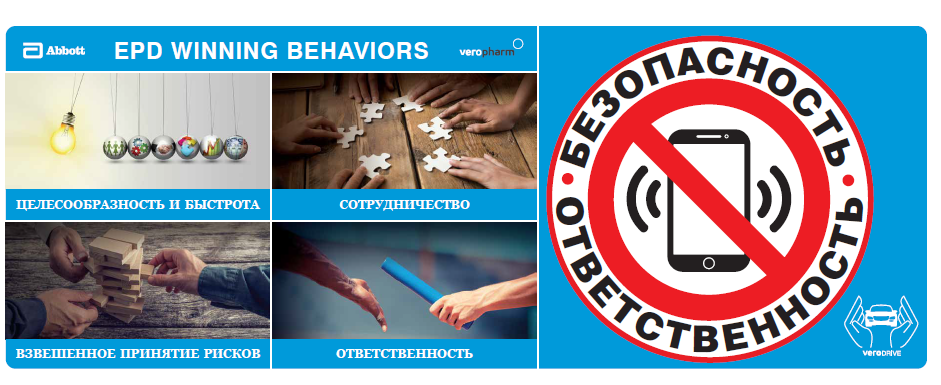 Abbott
EPD WINNING BEHAVIORS
veropharm
ЦЕЛЕСООБРАЗНОСТЬ И БЫСТРОТА
СОТРУДНИЧЕСТВО
ВЗВЕШЕННОЕ ПРИНЯТИЕ РИСКОВ
ОТВЕТСТВЕННОСТЬ
БЕЗОПАСНОСТЬ
ОТВЕТСТВЕННОСТЬ
veroDRIVE